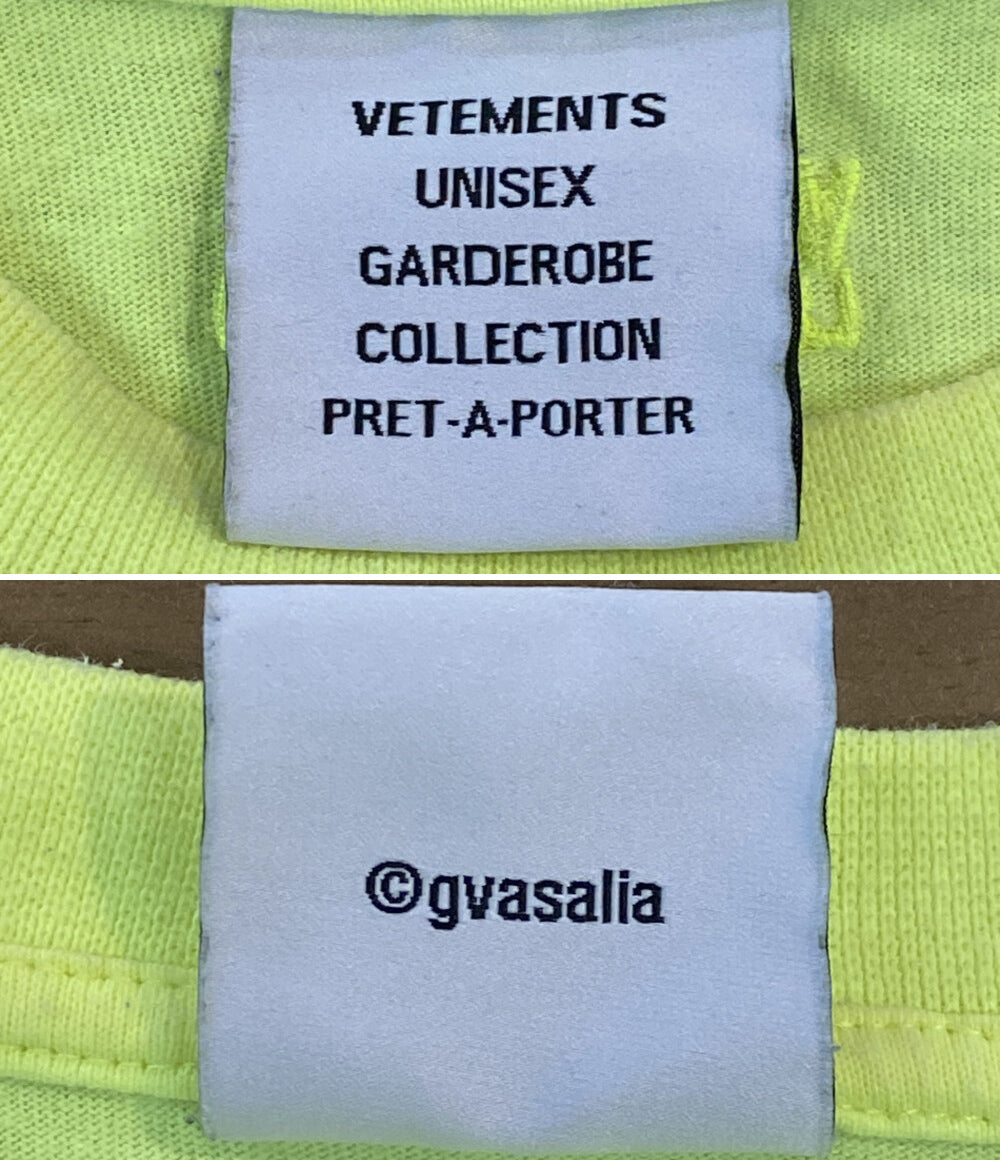 VETEMENTS
UNISEX
GARDEROBE
COLLECTION
PRET-A-PORTER
©gvasalia